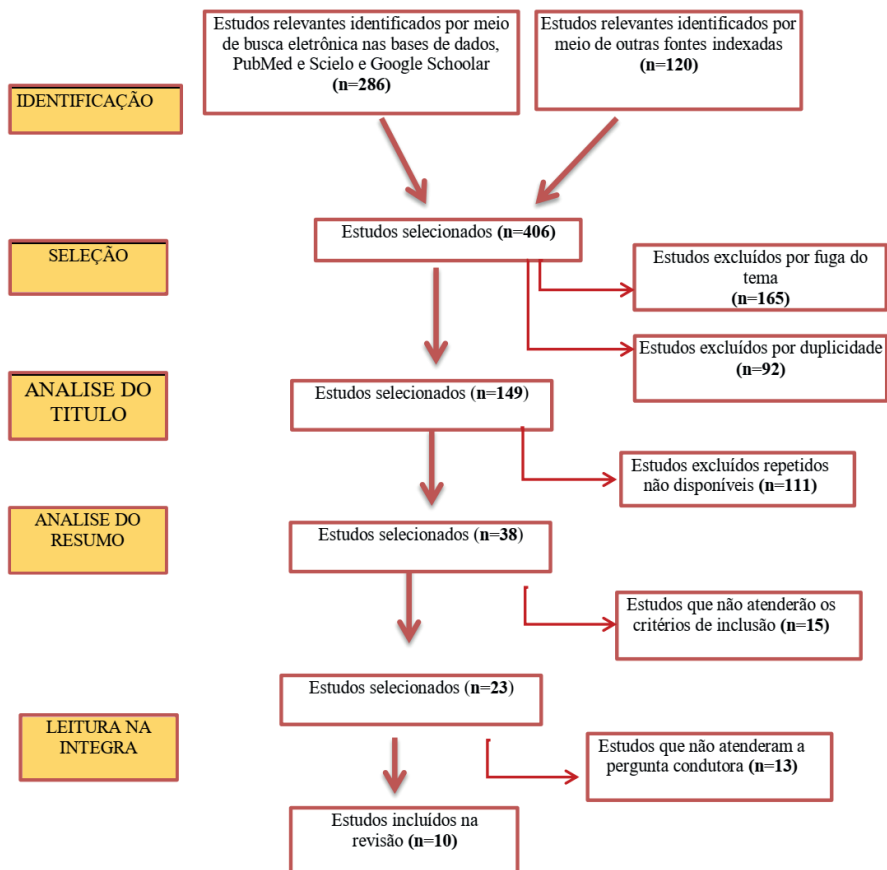 Estudos relevantes identificados por meio
de busca eletrônica nas bases de dados,
PubMed e Scielo e Google Schoolar
(n=286)
Estudos relevantes identificados por
meio de outras fontes indexadas
(n=120)
IDENTIFICAÇÃO
Estudos selecionados (n=406)
SELEÇÃO
Estudos excluídos por fuga do
tema
(n=165)
Estudos excluídos por duplicidade
(n=92)
ANALISE DO
TITULO
Estudos selecionados (n=149)
Estudos excluídos repetidos
não disponíveis (n=111)
ANALISE DO
RESUMO
Estudos selecionados (n=38)
Estudos que não atenderão os
critérios de inclusão (n=15)
Estudos selecionados (n=23)
LEITURA NA
INTEGRA
Estudos que não atenderam a
pergunta condutora (n=13)
Estudos incluídos na
revisão (n=10)